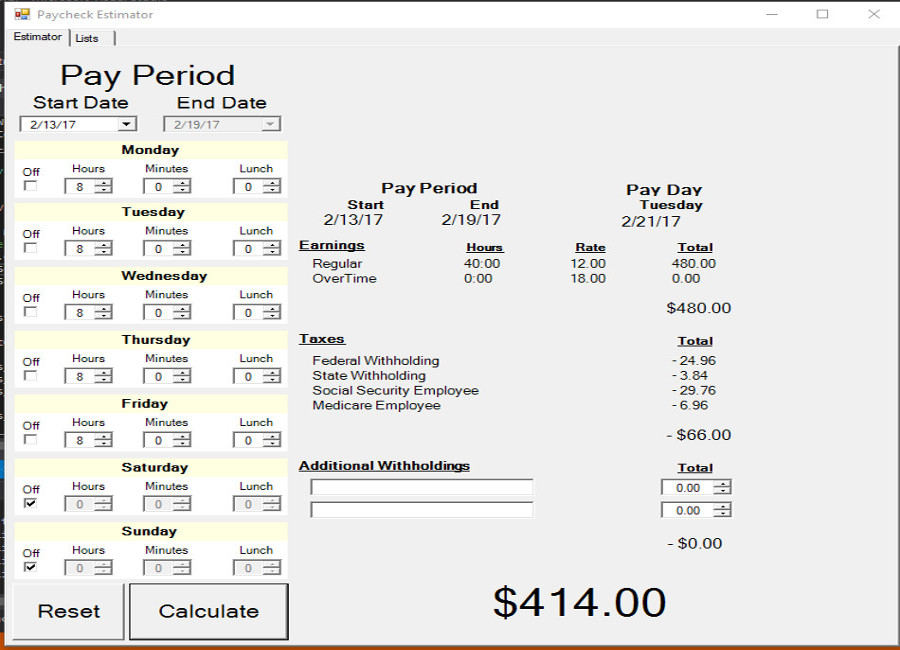 Paycheck Estimator
Estimator Lists
Pay Period
Start Date End Date
2/13/17 2/19/17
Monday
Off Hours Minutes Lunch
8 0 0
Tuesday
Off Hours Minutes Lunch
8 0 0
Wednesday
Off Hours Minutes Lunch
8 0 0
Thursday
Off Hours Minutes Lunch
8 0 0
Friday
Off Hours Minutes Lunch
8 0 0
Saturday
Off Hours Minutes Lunch
0 0 0
Sunday
Off Hours Minutes Lunch
0 0 0
Reset Calculate
Pay Period Pay Day
Start End Tuesday
2/13/17 2/19/17 2/21/17
Earnings Hours Rate Total
Regular 40:00 12.00 480.00
OverTime 0:00 18.00 0.00
$480.00
Taxes Total
Federal Withholding - 24.96
State Withholding - 3.84
Social Security Employee - 29.76
Medicare Employee - 6.96
- $66.00
Additional Withholdings Total
0.00
0.00
- $0.00
$414.00